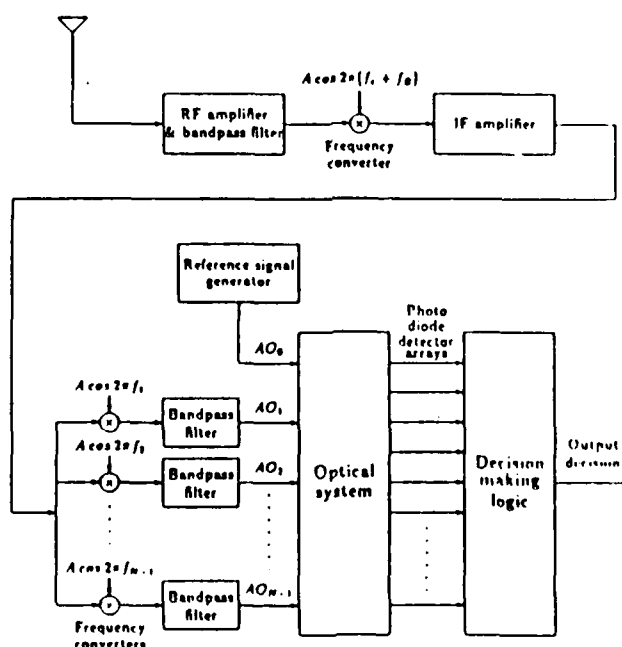 A cos 2π(fc + f0)
RF amplifier
& bandpass filter
×
IF amplifier
Frequency
converter
Reference signal
generator
Photo
diode
detector
arrays
AO0
A cos 2π f1
×
Bandpass
filter
AO1
A cos 2π f2
×
Bandpass
filter
AO2
Optical
system
Decision
making
logic
Output
decision
A cos 2π fN-1
Bandpass
filter
AON-1
Frequency
converters